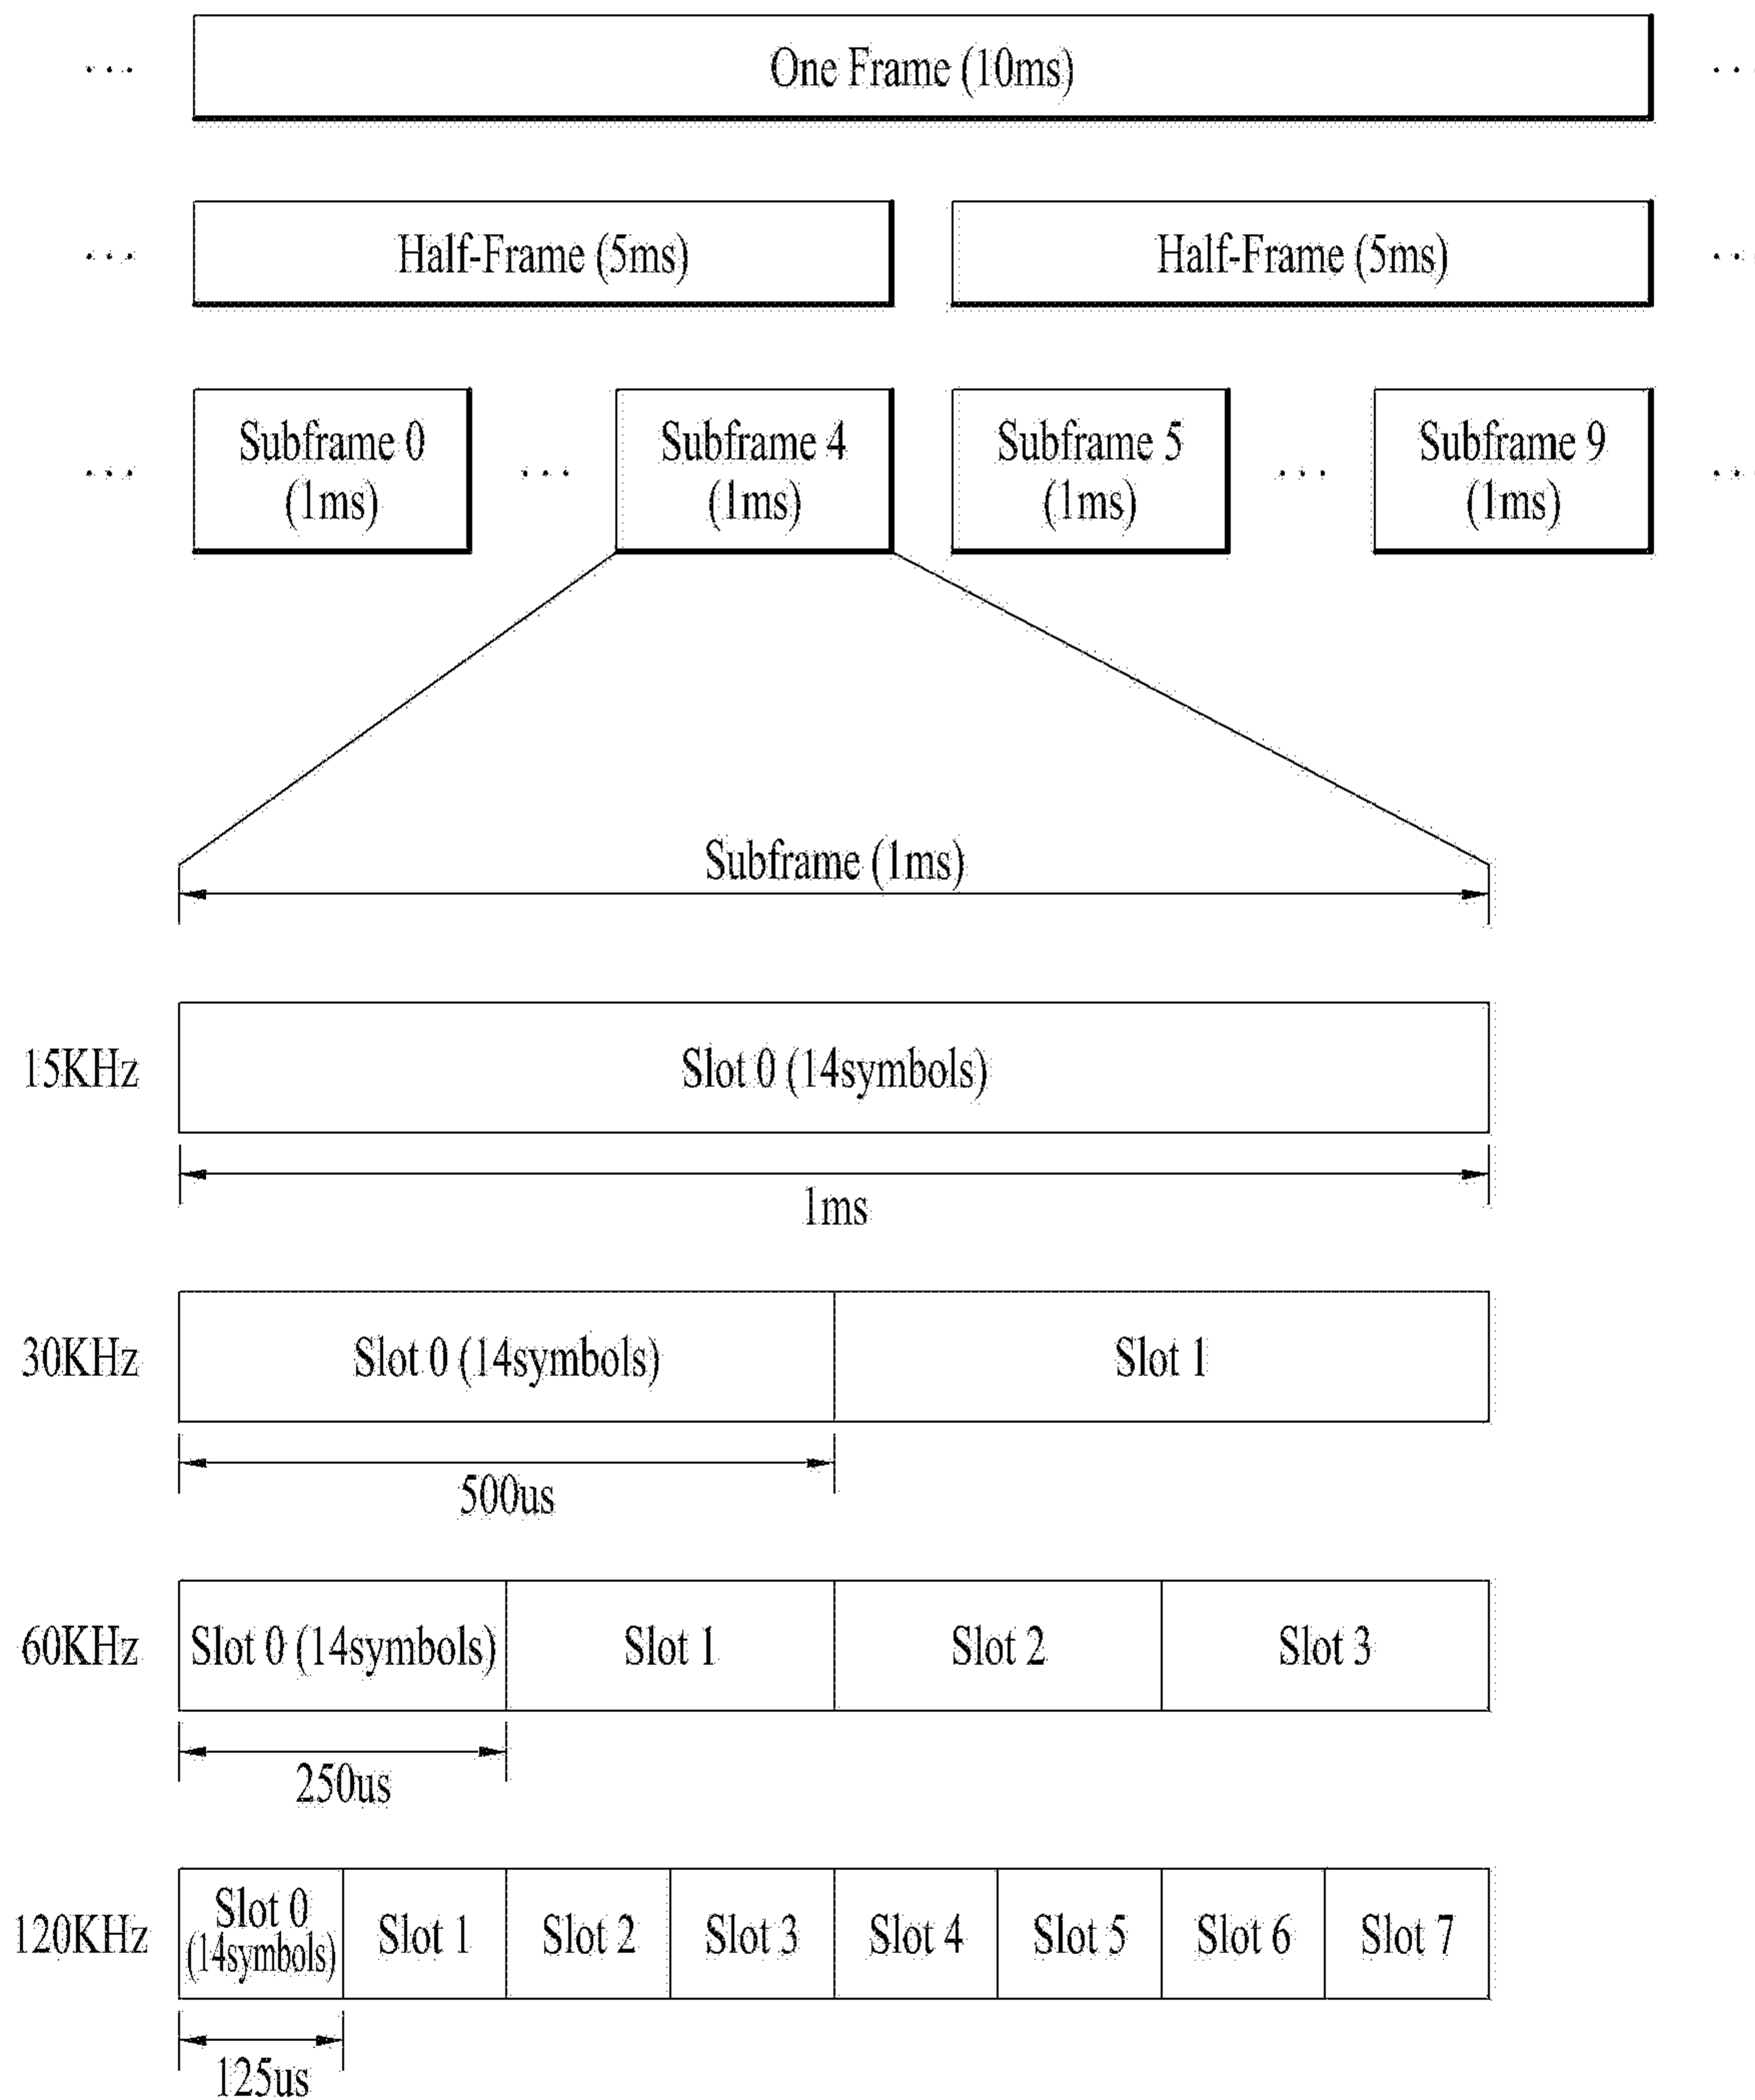 One Frame (10ms)
Half-Frame (5ms)
Half-Frame (5ms)
Subframe 0
(1ms)
Subframe 4
(1ms)
Subframe 5
(1ms)
Subframe 9
(1ms)
Subframe (1ms)
15KHz
Slot 0 (14symbols)
1ms
30KHz
Slot 0 (14symbols)
Slot 1
500us
60KHz
Slot 0 (14symbols)
Slot 1
Slot 2
Slot 3
250us
120KHz
Slot 0
(14symbols)
Slot 1
Slot 2
Slot 3
Slot 4
Slot 5
Slot 6
Slot 7
125us